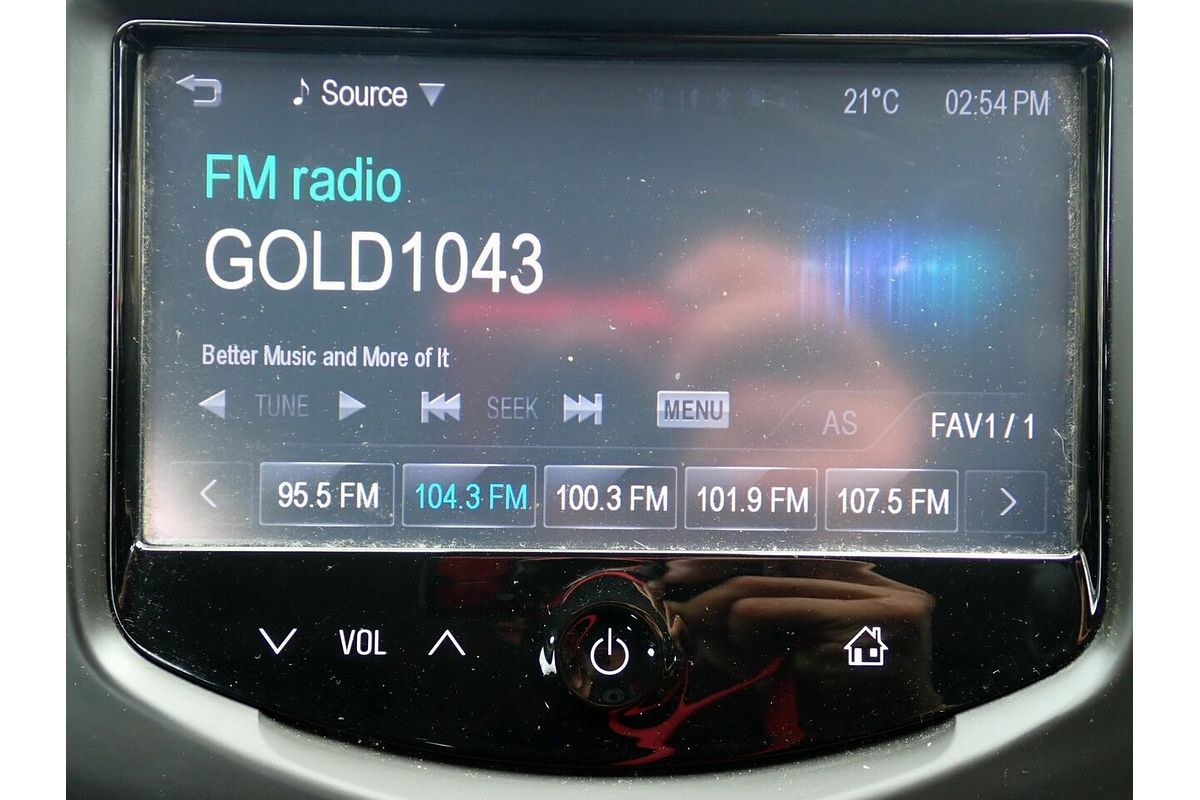 Source 21°C 02:54 PM
FM radio
GOLD1043
Better Music and More of It
TUNE SEEK MENU AS FAV1 / 1
95.5 FM 104.3 FM 100.3 FM 101.9 FM 107.5 FM
VOL